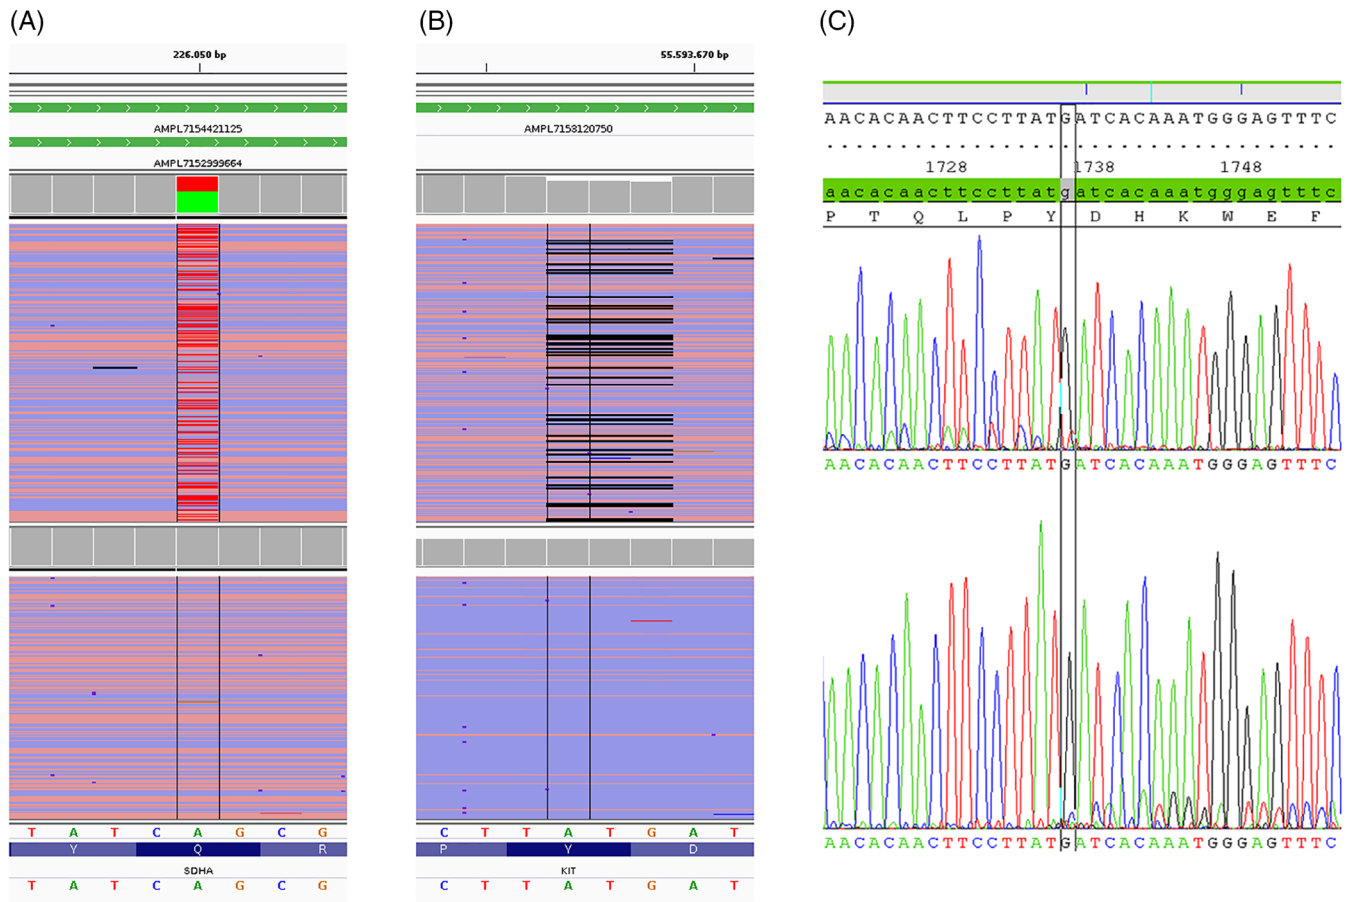 (A)
226.050 bp
AMPL7154421125
AMPL7152999664
T A T C A G C G
Y Q R
SDHA
T A T C A G C G
(B)
55.593.670 bp
AMPL7158120750
C T T A T G A T
P Y D
KIT
C T T A T G A T
(C)
AACACAACTTCCTTATGATCACAAATGGGAGTTTC
1728 1738 1748
aacacaacttccttatgatcacaaatgggagtttc
P T Q L P Y D H K W E F
AACACAACTTCCTTATGATCACAAATGGGAGTTTC
AACACAACTTCCTTATGATCACAAATGGGAGTTTC